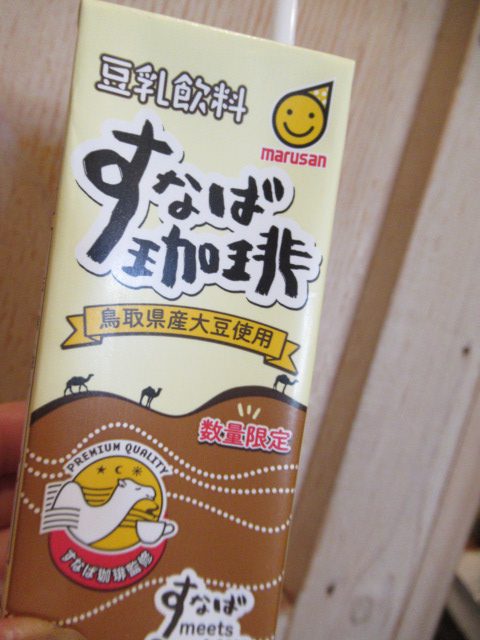 豆乳飲料
marusan
すなば
珈琲
鳥取県産大豆使用
数量限定
PREMIUM QUALITY
すなば珈琲監修
すなば
meets